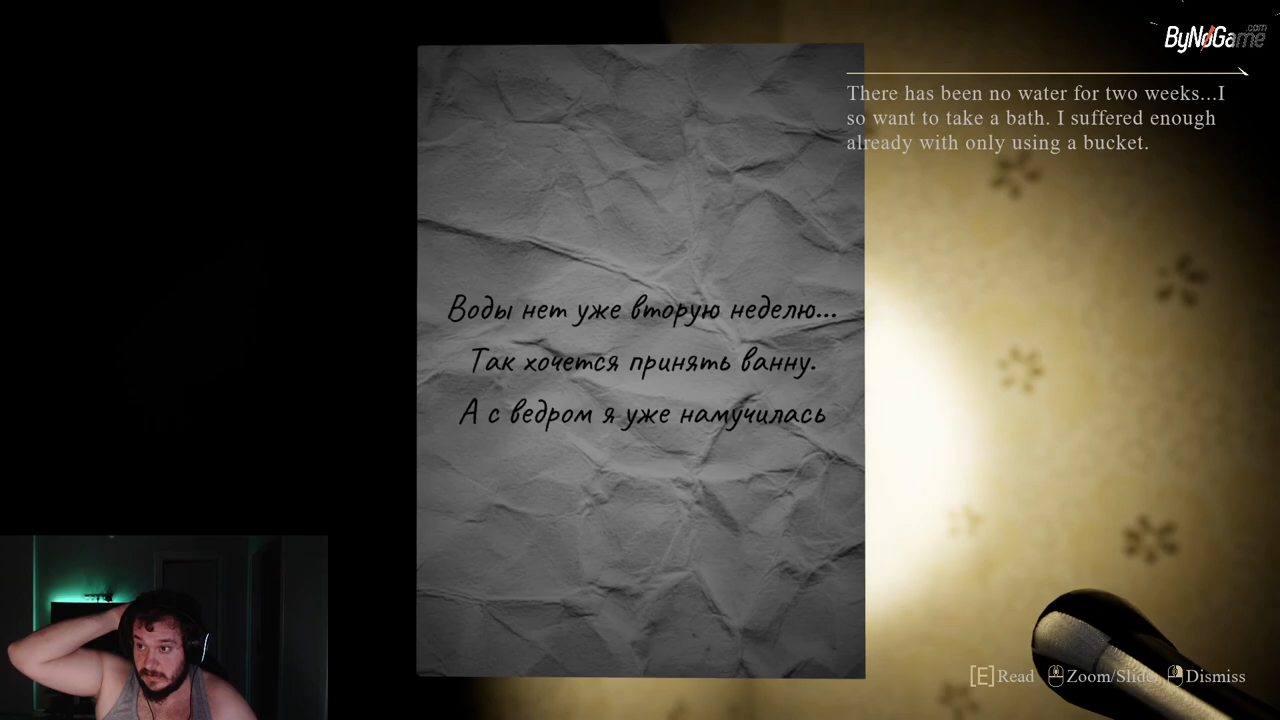 ByNoGame
.com
There has been no water for two weeks...I
so want to take a bath. I suffered enough
already with only using a bucket.
Воды нет уже вторую неделю...
Так хочется принять ванну.
А с ведром я уже намучилась
[E]Read Zoom/Slide Dismiss